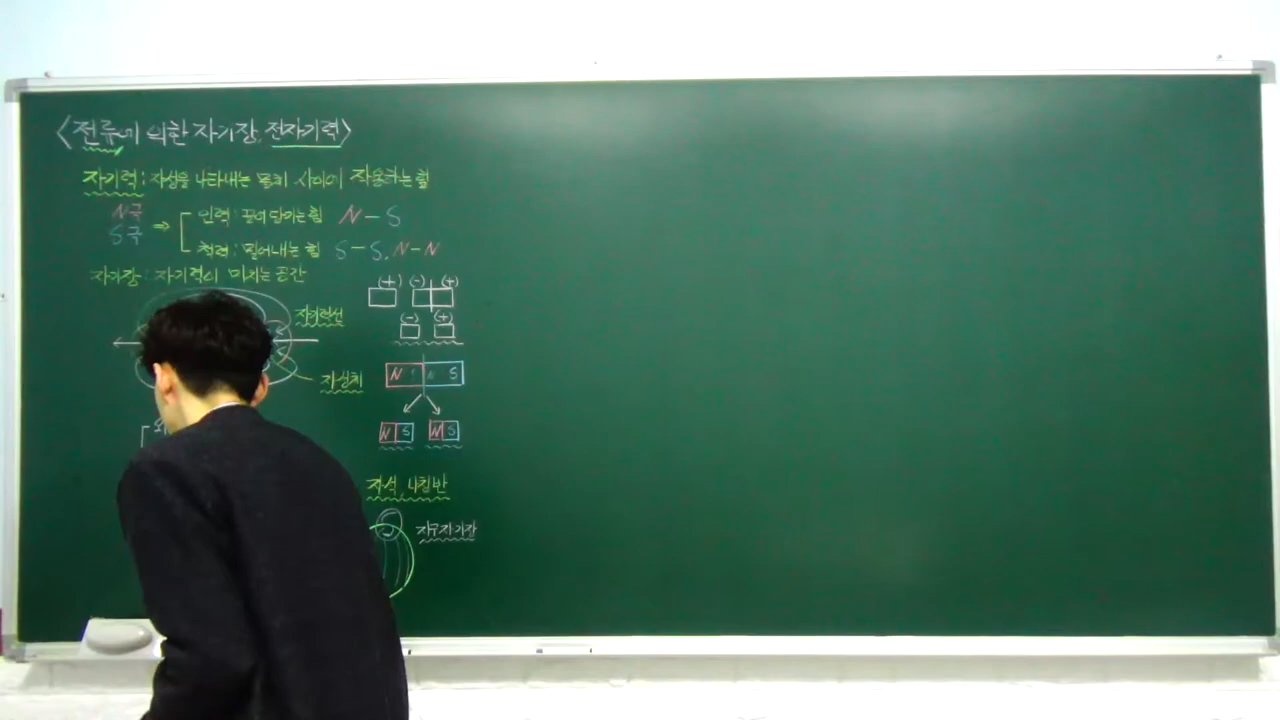 <전류에 의한 자기장, 전자기력>
자기력 : 자성을 나타내는 물체 사이에 작용하는 힘
N극
S극
⇒
인력 : 끌어당기는 힘 N - S
척력 : 밀어내는 힘 S - S, N - N
자기장 : 자기력이 미치는 공간
(+) (-) (+)
(-) (+)
자기력선
자성체
N S N S
N S N S
자석, 나침반
지구자기장